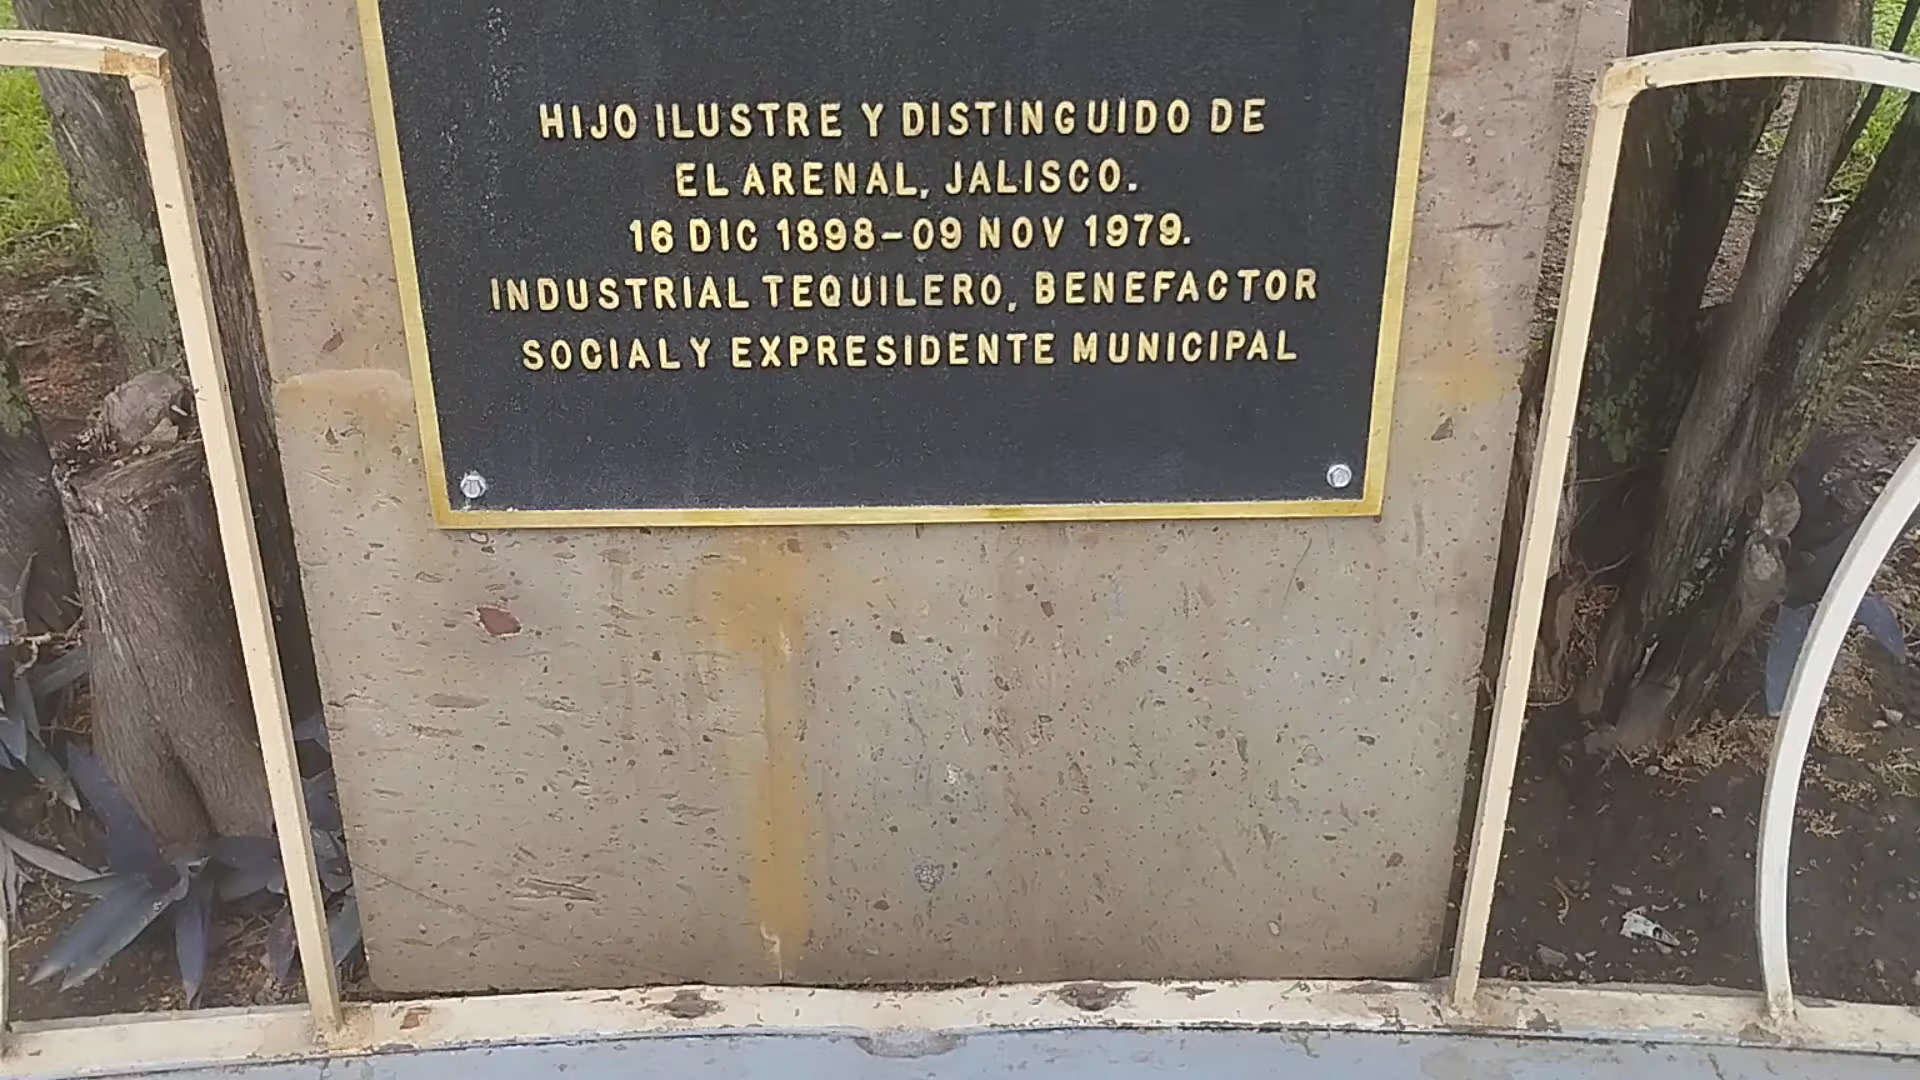 HIJO ILUSTRE Y DISTINGUIDO DE
EL ARENAL, JALISCO.
16 DIC 1898-09 NOV 1979.
INDUSTRIAL TEQUILERO, BENEFACTOR
SOCIAL Y EXPRESIDENTE MUNICIPAL